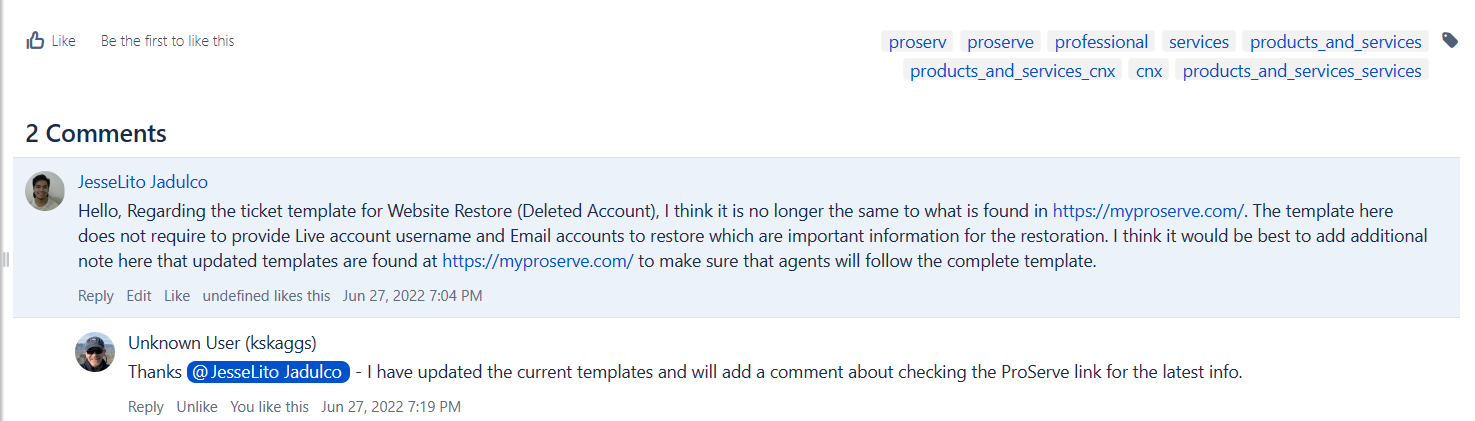 Like Be the first to like this
proserv proserve professional services products_and_services
products_and_services_cnx cnx products_and_services_services
2 Comments
JesseLito Jadulco
Hello, Regarding the ticket template for Website Restore (Deleted Account), I think it is no longer the same to what is found in https://myproserve.com/. The template here
does not require to provide Live account username and Email accounts to restore which are important information for the restoration. I think it would be best to add additional
note here that updated templates are found at https://myproserve.com/ to make sure that agents will follow the complete template.
Reply Edit Like undefined likes this Jun 27, 2022 7:04 PM
Unknown User (kskaggs)
Thanks @JesseLito Jadulco - I have updated the current templates and will add a comment about checking the ProServe link for the latest info.
Reply Unlike You like this Jun 27, 2022 7:19 PM